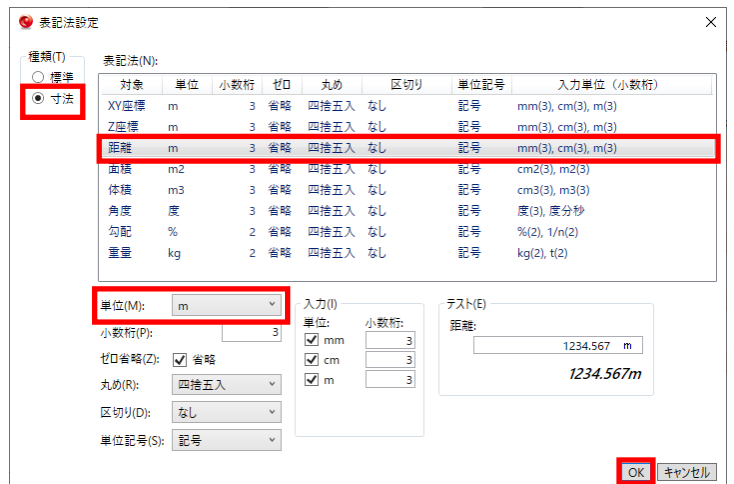 表記法設定
種類(T)
標準
寸法
表記法(N):
対象 単位 小数桁 ゼロ 丸め 区切り 単位記号 入力単位（小数桁）
XY座標 m 3 省略 四捨五入 なし 記号 mm(3), cm(3), m(3)
Z座標 m 3 省略 四捨五入 なし 記号 mm(3), cm(3), m(3)
距離 m 3 省略 四捨五入 なし 記号 mm(3), cm(3), m(3)
面積 m2 3 省略 四捨五入 なし 記号 cm2(3), m2(3)
体積 m3 3 省略 四捨五入 なし 記号 cm3(3), m3(3)
角度 度 3 省略 四捨五入 なし 記号 度(3), 度分秒
勾配 % 2 省略 四捨五入 なし 記号 %(2), 1/n(2)
重量 kg 2 省略 四捨五入 なし 記号 kg(2), t(2)
単位(M): m
小数桁(P): 3
ゼロ省略(Z): 省略
丸め(R): 四捨五入
区切り(D): なし
単位記号(S): 記号
入力(I)
単位: 小数桁:
mm 3
cm 3
m 3
テスト(E)
距離:
1234.567 m
1234.567m
OK キャンセル